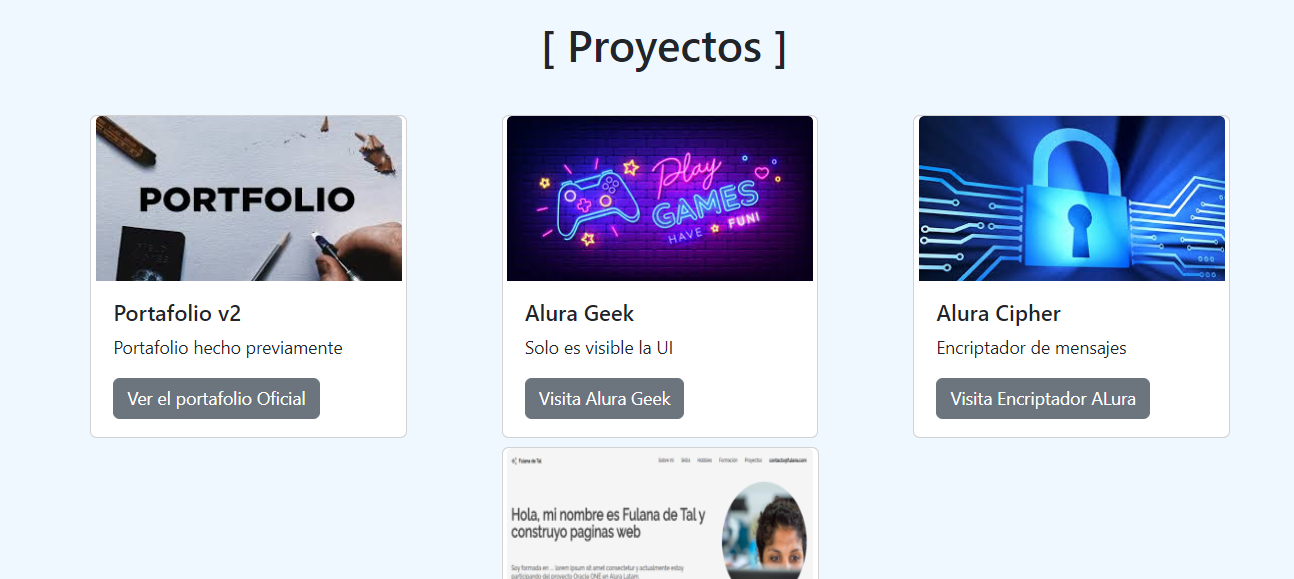 [ Proyectos ]
PORTFOLIO
Play
GAMES
HAVE FUN!
Portafolio v2
Portafolio hecho previamente
Ver el portafolio Oficial
Alura Geek
Solo es visible la UI
Visita Alura Geek
Alura Cipher
Encriptador de mensajes
Visita Encriptador ALura
Fulana de Tal
Sobre mi Skills Hobbies Formación Proyectos contacto@fulana.com
Hola, mi nombre es Fulana de Tal y
construyo paginas web
Soy formada en ... lorem ipsum sit amet consectetur y actualmente estoy
participando del proyecto Oracle ONE en Alura Latam.